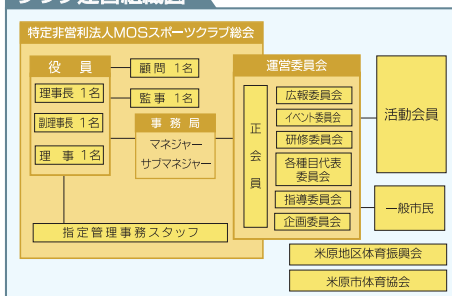 特定非営利法人MOSスポーツクラブ総会
役 員
理事長 1名
副理事長 1名
理 事 1名
顧問 1名
監事 1名
事 務 局
マネジャー
サブマネジャー
指定管理事務スタッフ
運営委員会
正会員
広報委員会
イベント委員会
研修委員会
各種目代表
委員会
指導委員会
企画委員会
活動会員
一般市民
米原地区体育振興会
米原市体育協会